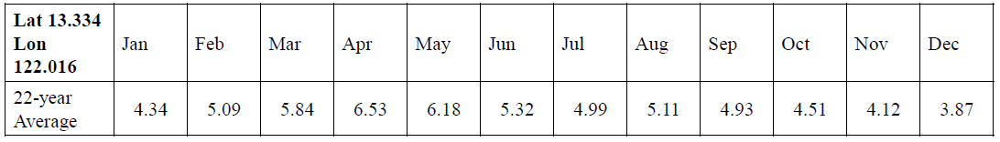 Lat 13.334
Lon
122.016
Jan Feb Mar Apr May Jun Jul Aug Sep Oct Nov Dec
22-year
Average
4.34 5.09 5.84 6.53 6.18 5.32 4.99 5.11 4.93 4.51 4.12 3.87